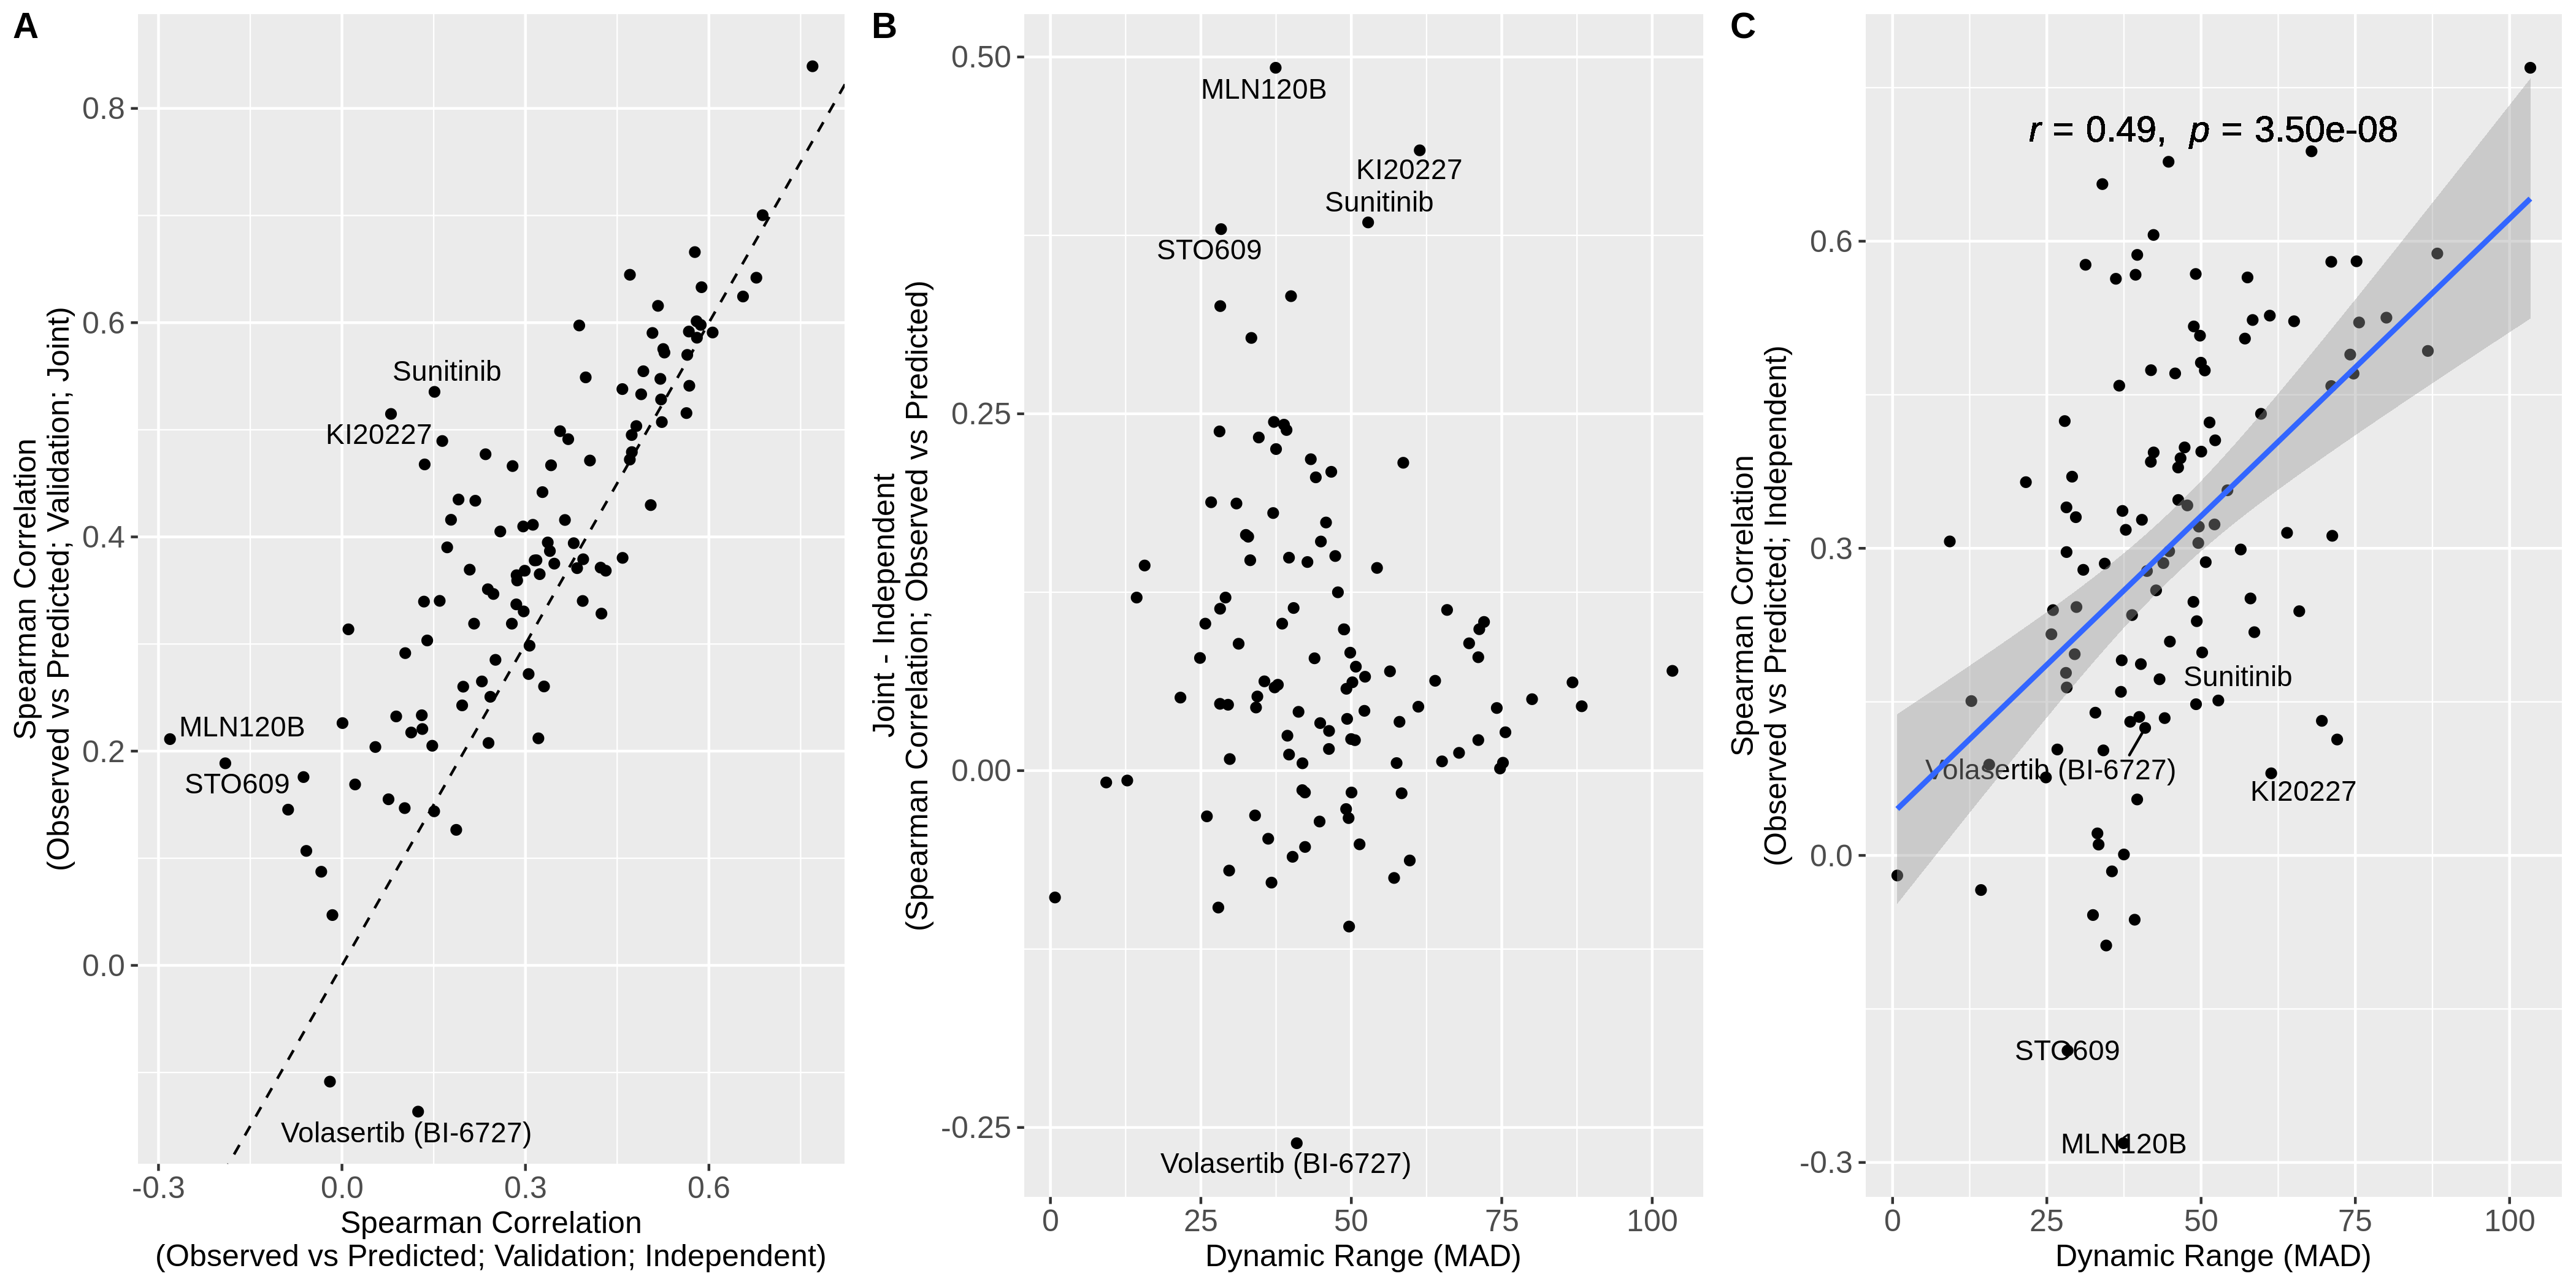 A
Spearman Correlation
(Observed vs Predicted; Validation; Joint)
0.8
0.6
0.4
0.2
0.0
Sunitinib
KI20227
MLN120B
STO609
Volasertib (BI-6727)
-0.3
0.0
0.3
0.6
Spearman Correlation
(Observed vs Predicted; Validation; Independent)
B
Joint - Independent
(Spearman Correlation; Observed vs Predicted)
0.50
0.25
0.00
-0.25
MLN120B
KI20227
Sunitinib
STO609
Volasertib (BI-6727)
0
25
50
75
100
Dynamic Range (MAD)
C
Spearman Correlation
(Observed vs Predicted; Independent)
0.6
0.3
0.0
-0.3
r = 0.49, p = 3.50e-08
Sunitinib
Volasertib (BI-6727)
KI20227
STO609
MLN120B
0
25
50
75
100
Dynamic Range (MAD)